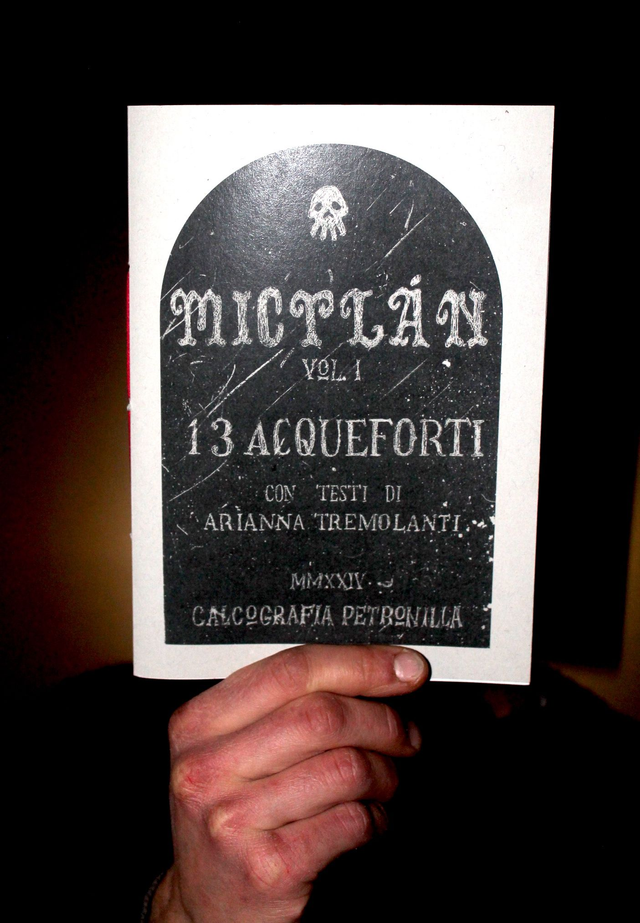 MICTLÁN
VOL. I
13 ACQUEFORTI
CON TESTI DI
ARIANNA TREMOLANTI
MMXXIV
CALCOGRAFIA PETRONILLA